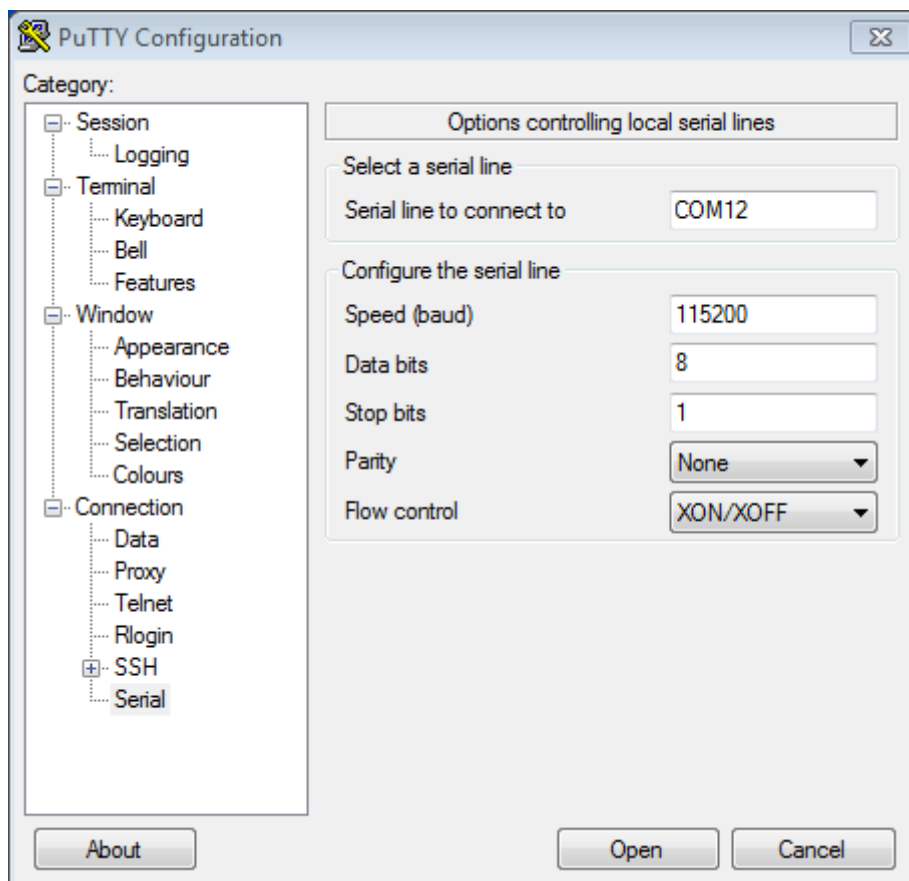 PuTTY Configuration
Category:
Session
Logging
Terminal
Keyboard
Bell
Features
Window
Appearance
Behaviour
Translation
Selection
Colours
Connection
Data
Proxy
Telnet
Rlogin
SSH
Serial
Options controlling local serial lines
Select a serial line
Serial line to connect to COM12
Configure the serial line
Speed (baud) 115200
Data bits 8
Stop bits 1
Parity None
Flow control XON/XOFF
About Open Cancel